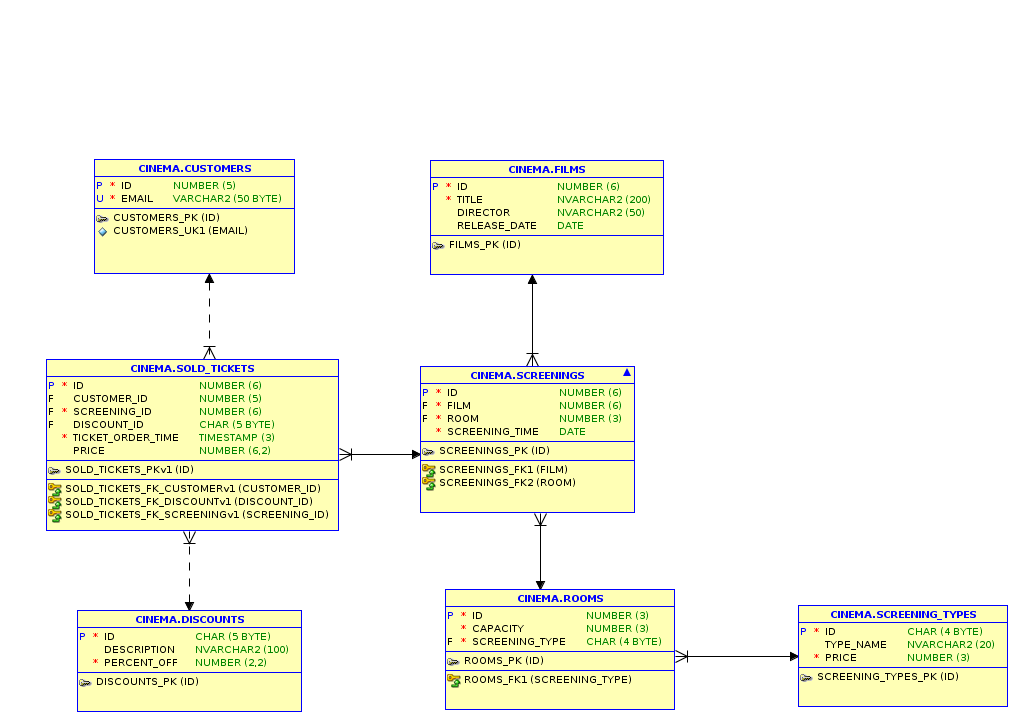 CINEMA.CUSTOMERS
P * ID NUMBER (5)
U * EMAIL VARCHAR2 (50 BYTE)
CUSTOMERS_PK (ID)
CUSTOMERS_UK1 (EMAIL)
CINEMA.FILMS
P * ID NUMBER (6)
* TITLE NVARCHAR2 (200)
DIRECTOR NVARCHAR2 (50)
RELEASE_DATE DATE
FILMS_PK (ID)
CINEMA.SOLD_TICKETS
P * ID NUMBER (6)
F CUSTOMER_ID NUMBER (5)
F * SCREENING_ID NUMBER (6)
F DISCOUNT_ID CHAR (5 BYTE)
* TICKET_ORDER_TIME TIMESTAMP (3)
PRICE NUMBER (6,2)
SOLD_TICKETS_PKv1 (ID)
SOLD_TICKETS_FK_CUSTOMERv1 (CUSTOMER_ID)
SOLD_TICKETS_FK_DISCOUNTv1 (DISCOUNT_ID)
SOLD_TICKETS_FK_SCREENINGv1 (SCREENING_ID)
CINEMA.SCREENINGS
P * ID NUMBER (6)
F * FILM NUMBER (6)
F * ROOM NUMBER (3)
* SCREENING_TIME DATE
SCREENINGS_PK (ID)
SCREENINGS_FK1 (FILM)
SCREENINGS_FK2 (ROOM)
CINEMA.DISCOUNTS
P * ID CHAR (5 BYTE)
DESCRIPTION NVARCHAR2 (100)
* PERCENT_OFF NUMBER (2,2)
DISCOUNTS_PK (ID)
CINEMA.ROOMS
P * ID NUMBER (3)
* CAPACITY NUMBER (3)
F * SCREENING_TYPE CHAR (4 BYTE)
ROOMS_PK (ID)
ROOMS_FK1 (SCREENING_TYPE)
CINEMA.SCREENING_TYPES
P * ID CHAR (4 BYTE)
TYPE_NAME NVARCHAR2 (20)
* PRICE NUMBER (3)
SCREENING_TYPES_PK (ID)